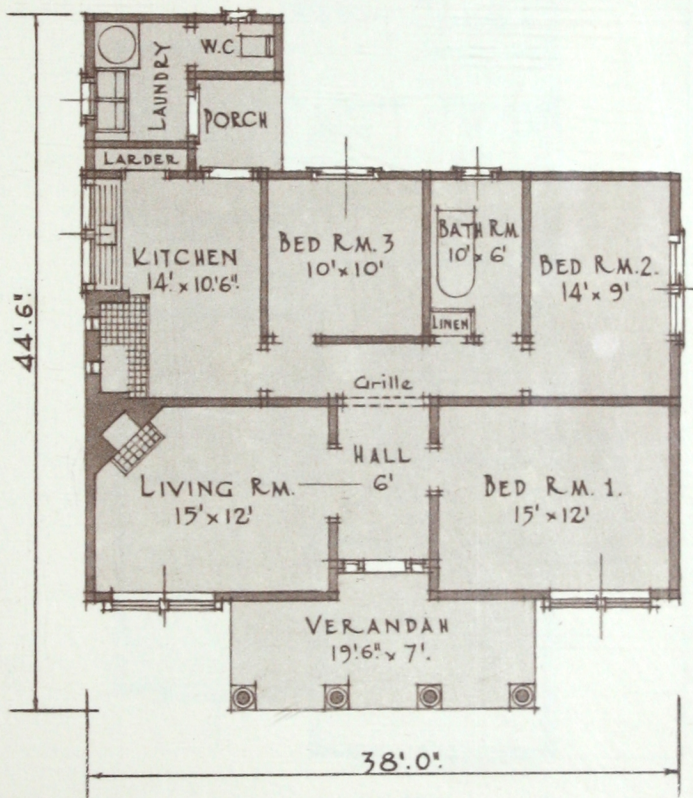 W.C
LAUNDRY
PORCH
LARDER
KITCHEN
14'. x 10'.6".
BED RM. 3
10' x 10'
BATH RM
10' x 6'
BED RM. 2.
14' x 9'
LINEN
44'.6".
Grille
HALL
6'
LIVING RM.
15' x 12'
BED RM. 1.
15' x 12'
VERANDAH
19'.6" x 7'.
38'.0".